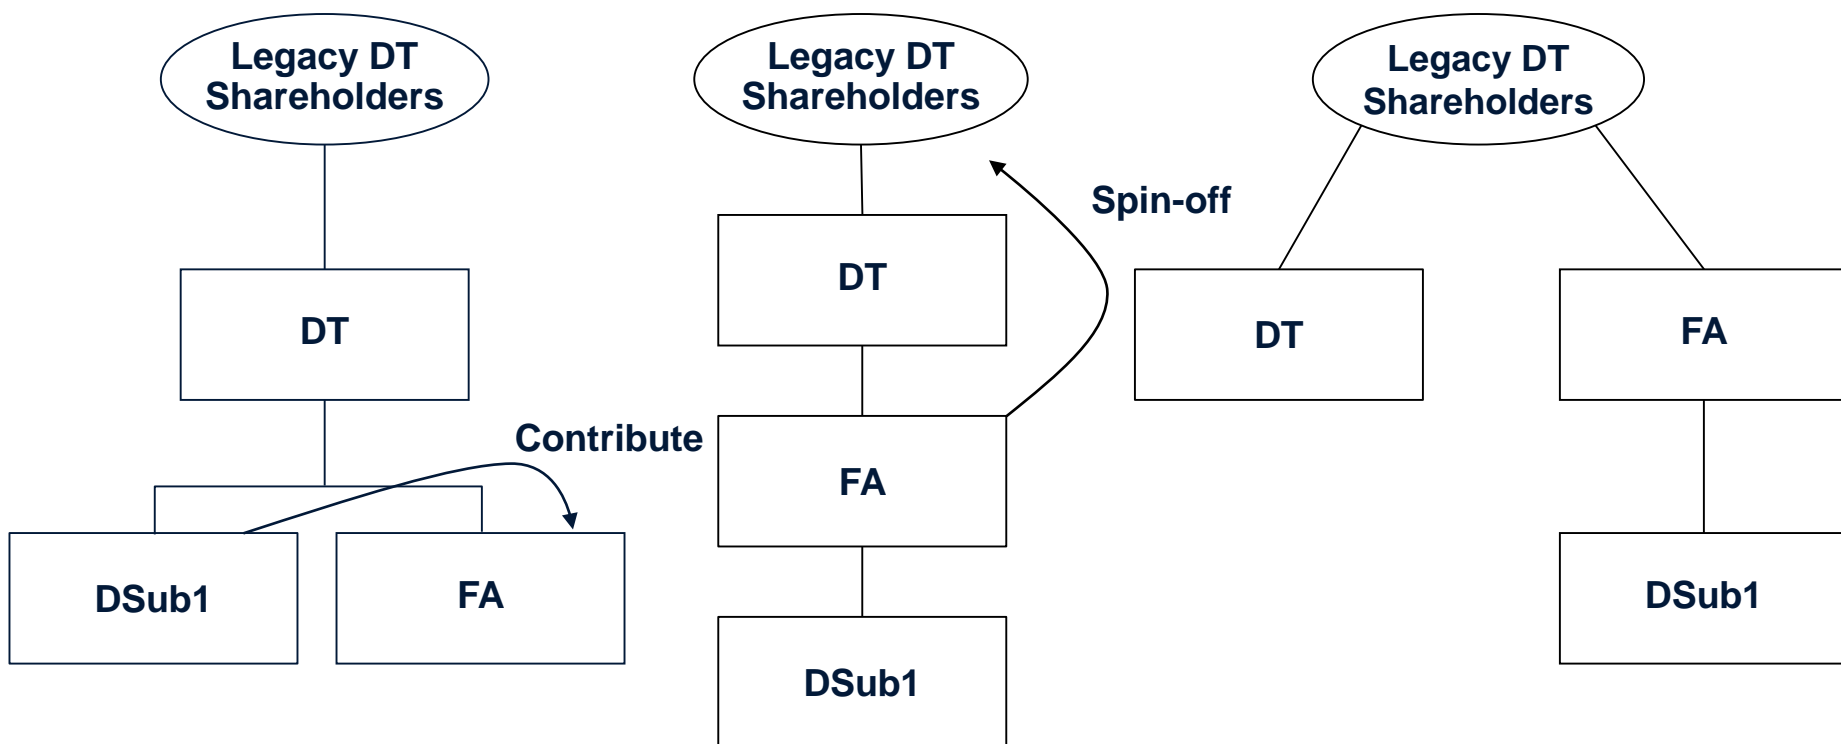 Legacy DT
Shareholders
DT
Contribute
DSub1
FA
Legacy DT
Shareholders
Spin-off
DT
FA
DSub1
Legacy DT
Shareholders
DT
FA
DSub1